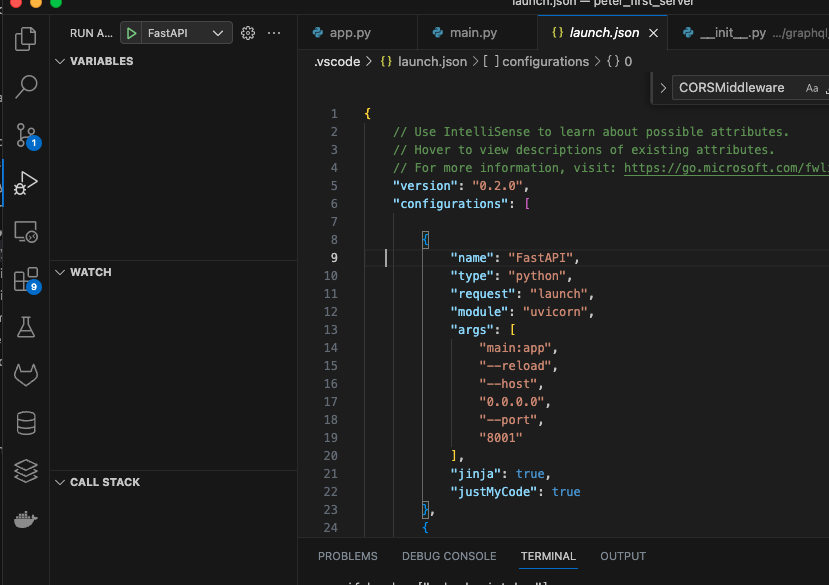 launch.json — peter_first_server
RUN A... FastAPI ...
VARIABLES
1
WATCH
9
CALL STACK
app.py main.py launch.json __init__.py .../graphql
.vscode > {} launch.json > [ ] configurations > {} 0
CORSMiddleware Aa
1 {
2 // Use IntelliSense to learn about possible attributes.
3 // Hover to view descriptions of existing attributes.
4 // For more information, visit: https://go.microsoft.com/fwli
5 "version": "0.2.0",
6 "configurations": [
7
8 {
9 "name": "FastAPI",
10 "type": "python",
11 "request": "launch",
12 "module": "uvicorn",
13 "args": [
14 "main:app",
15 "--reload",
16 "--host",
17 "0.0.0.0",
18 "--port",
19 "8001"
20 ],
21 "jinja": true,
22 "justMyCode": true
23 },
24 {
PROBLEMS DEBUG CONSOLE TERMINAL OUTPUT